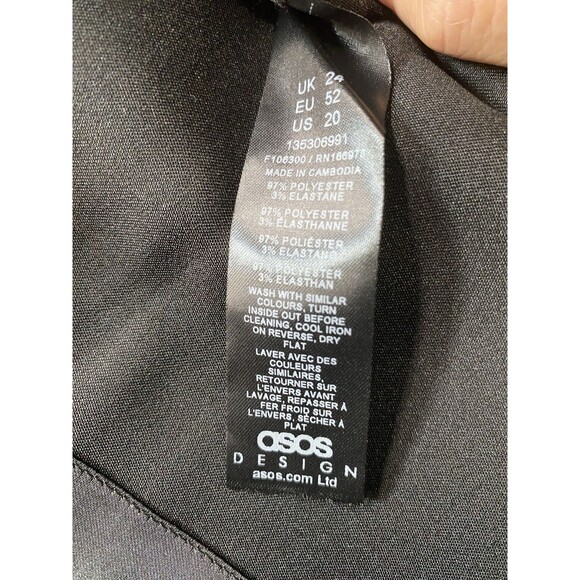 UK 24
EU 52
US 20
135306991
F106300 / RN166978
MADE IN CAMBODIA
97% POLYESTER
3% ELASTANE
97% POLYESTER
3% ELASTHANNE
97% POLIÉSTER
3% ELASTANO
97% POLYESTER
3% ELASTHAN
WASH WITH SIMILAR
COLOURS, TURN
INSIDE OUT BEFORE
CLEANING, COOL IRON
ON REVERSE, DRY
FLAT
LAVER AVEC DES
COULEURS
SIMILAIRES,
RETOURNER SUR
L'ENVERS AVANT
LAVAGE, REPASSER À
FER FROID SUR
L'ENVERS, SÉCHER À
PLAT
asos
DESIGN
asos.com Ltd